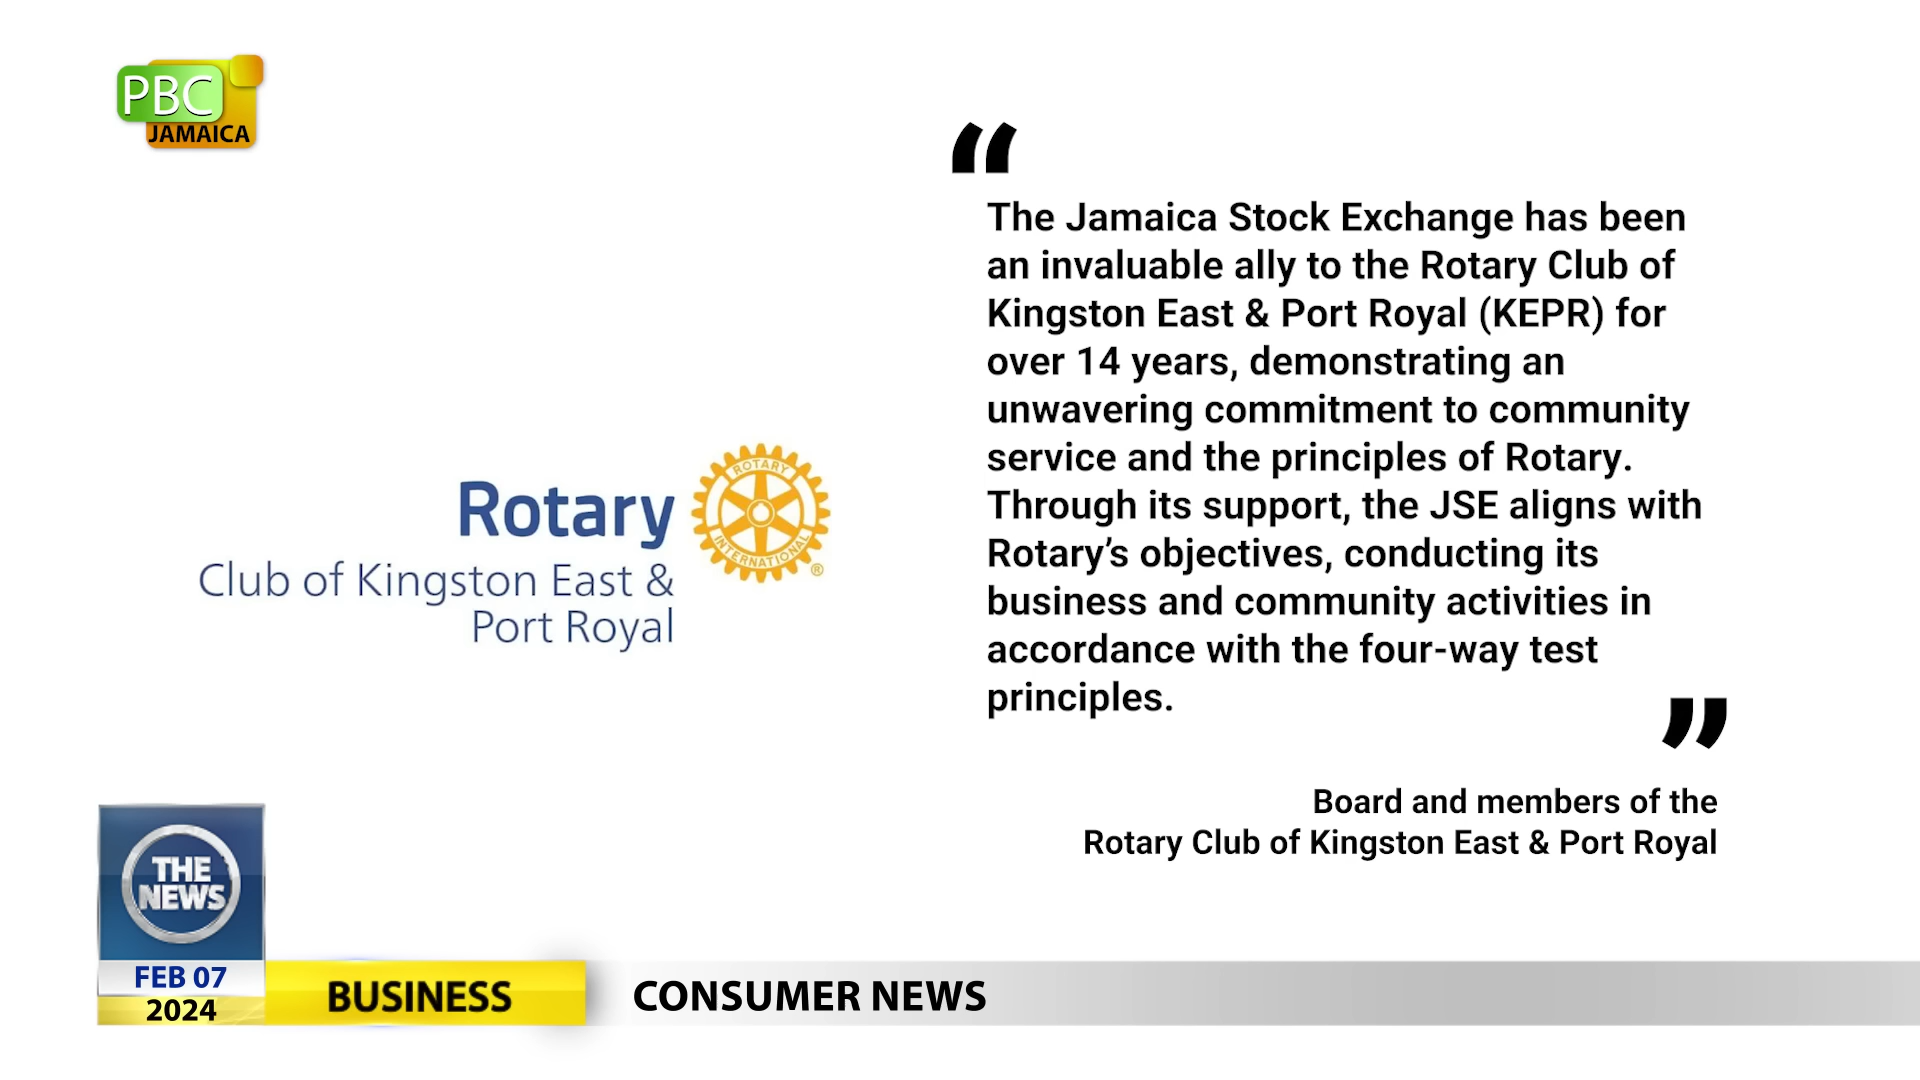 PBC
JAMAICA
“
The Jamaica Stock Exchange has been
an invaluable ally to the Rotary Club of
Kingston East & Port Royal (KEPR) for
over 14 years, demonstrating an
unwavering commitment to community
service and the principles of Rotary.
Through its support, the JSE aligns with
Rotary’s objectives, conducting its
business and community activities in
accordance with the four-way test
principles.
”
Board and members of the
Rotary Club of Kingston East & Port Royal
Rotary
Club of Kingston East &
Port Royal
ROTARY
INTERNATIONAL
®
THE
NEWS
FEB 07
2024
BUSINESS
CONSUMER NEWS